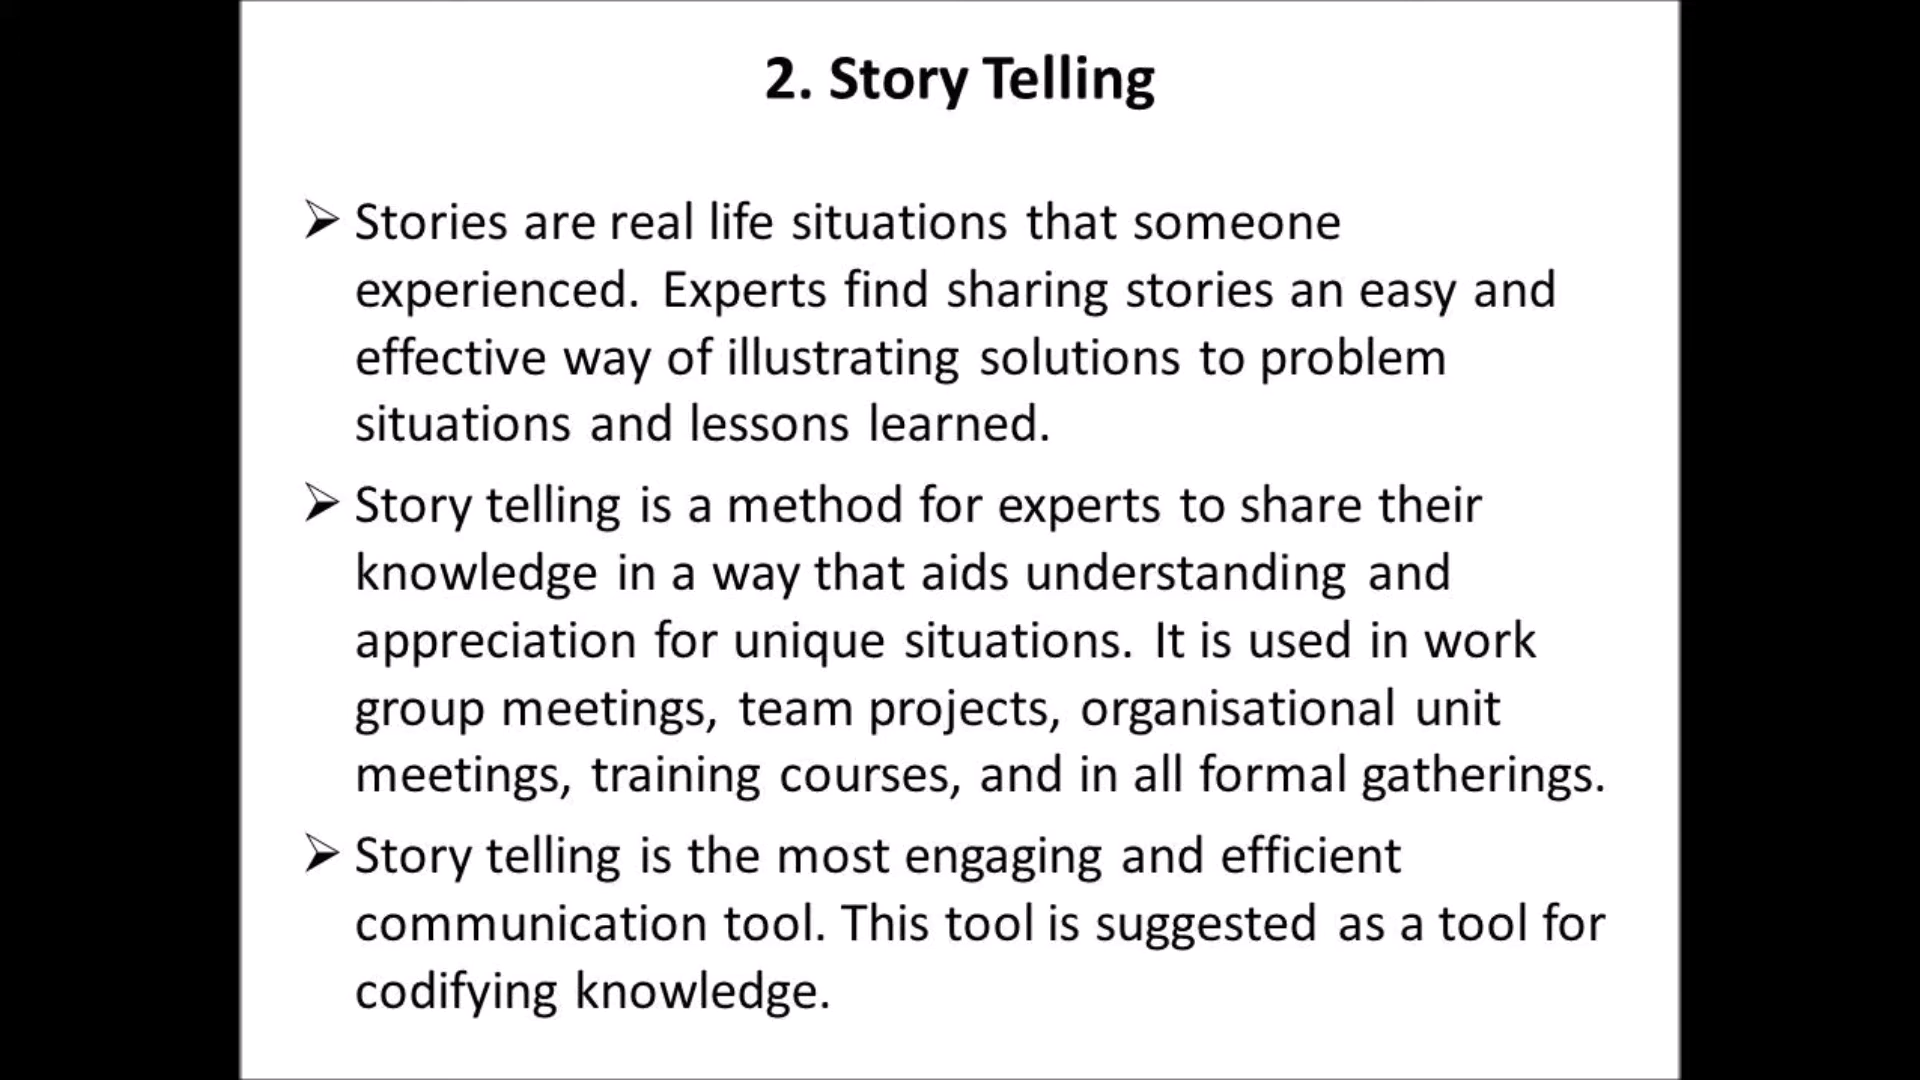 2. Story Telling
➢ Stories are real life situations that someone
experienced. Experts find sharing stories an easy and
effective way of illustrating solutions to problem
situations and lessons learned.
➢ Story telling is a method for experts to share their
knowledge in a way that aids understanding and
appreciation for unique situations. It is used in work
group meetings, team projects, organisational unit
meetings, training courses, and in all formal gatherings.
➢ Story telling is the most engaging and efficient
communication tool. This tool is suggested as a tool for
codifying knowledge.